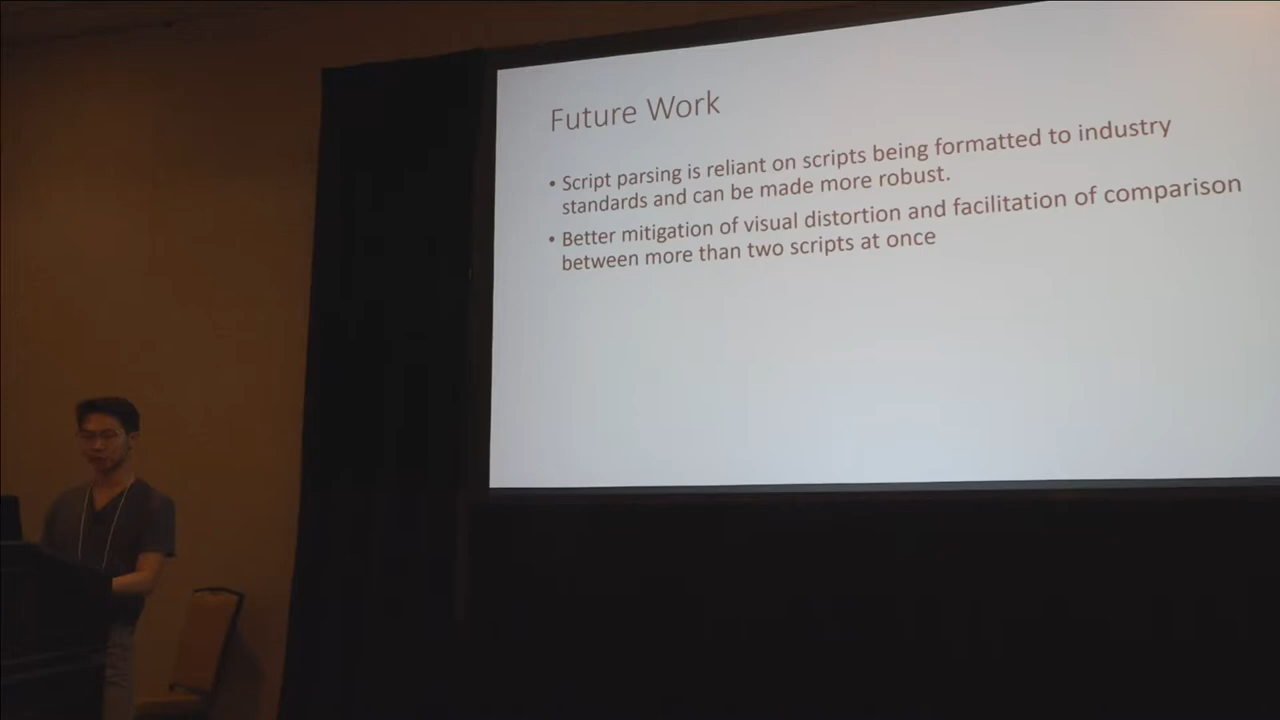 Future Work
• Script parsing is reliant on scripts being formatted to industry
standards and can be made more robust.
• Better mitigation of visual distortion and facilitation of comparison
between more than two scripts at once